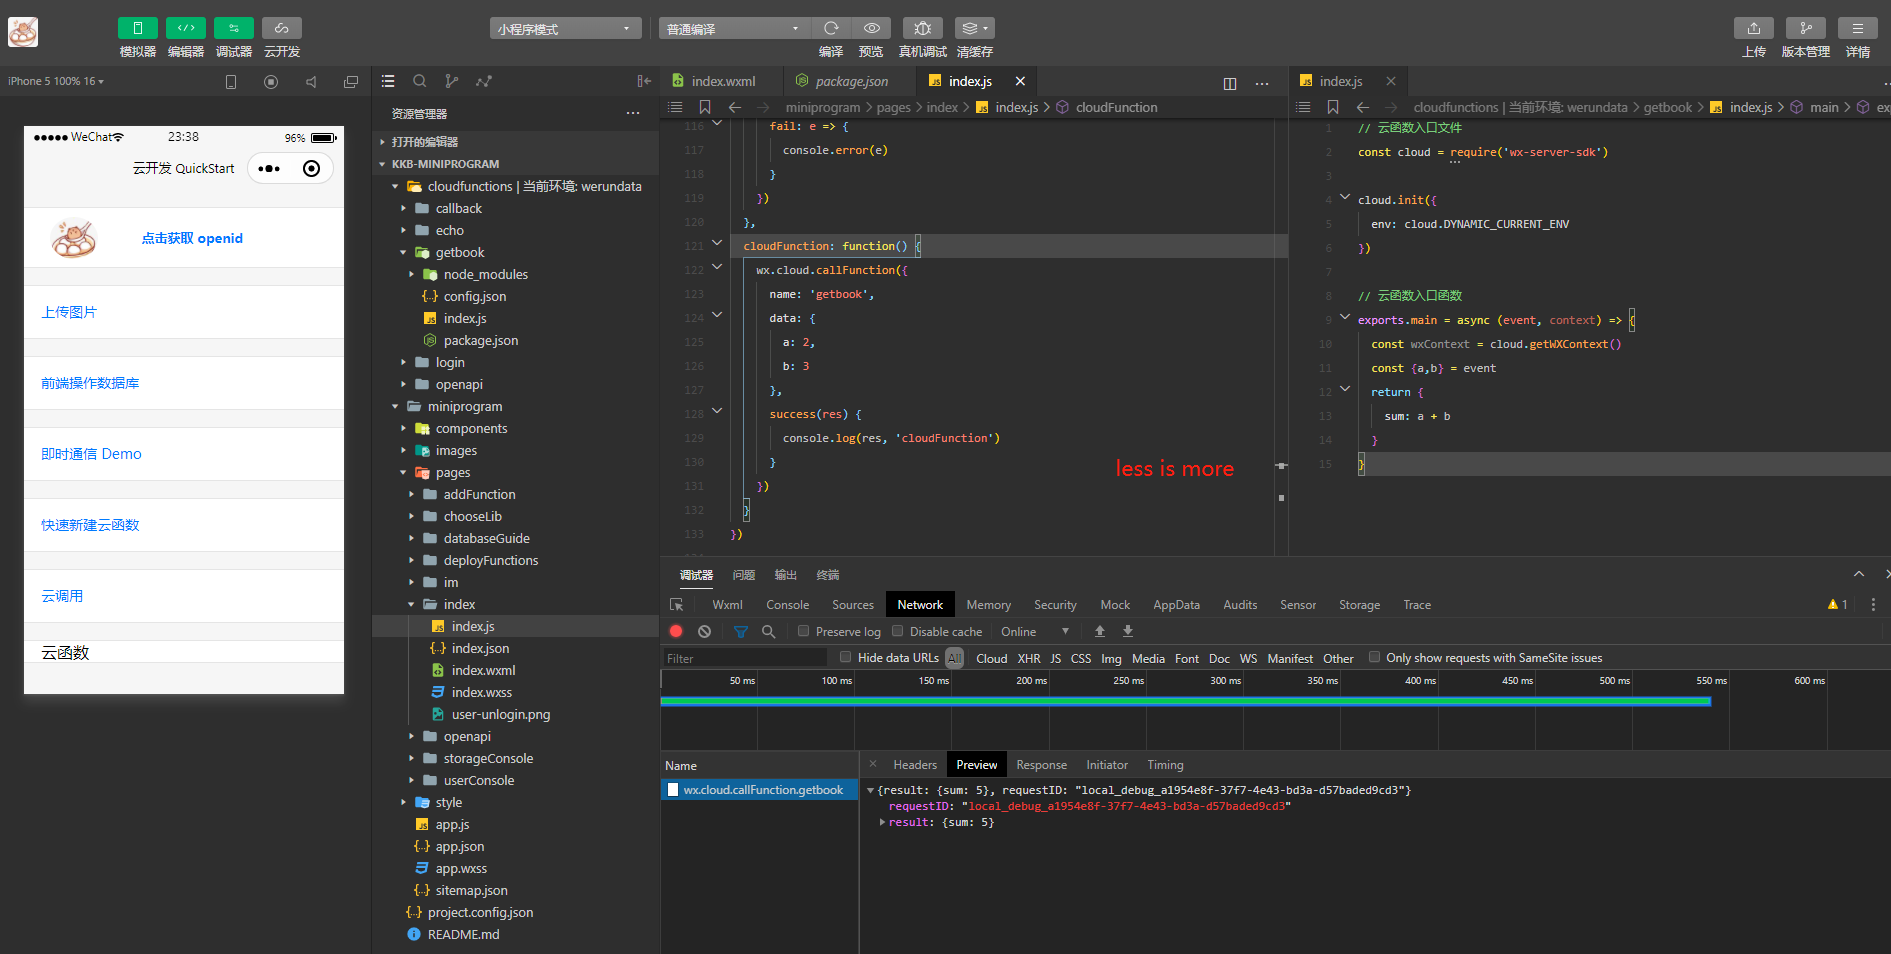 模拟器 编辑器 调试器 云开发
小程序模式
普通编译
编译 预览 真机调试 清缓存
上传 版本管理 详情
iPhone 5 100% 16
WeChat 23:38 96%
云开发 QuickStart
点击获取 openid
上传图片
前端操作数据库
即时通信 Demo
快速新建云函数
云调用
云函数
资源管理器
打开的编辑器
KKB-MINIPROGRAM
cloudfunctions | 当前环境: werundata
callback
echo
getbook
node_modules
config.json
index.js
package.json
login
openapi
miniprogram
components
images
pages
addFunction
chooseLib
databaseGuide
deployFunctions
im
index
index.js
index.json
index.wxml
index.wxss
user-unlogin.png
openapi
storageConsole
userConsole
style
app.js
app.json
app.wxss
sitemap.json
project.config.json
README.md
index.wxml package.json index.js
miniprogram > pages > index > index.js > cloudFunction
116 fail: e => {
117 console.error(e)
118 }
119 })
120 },
121 cloudFunction: function() {
122 wx.cloud.callFunction({
123 name: 'getbook',
124 data: {
125 a: 2,
126 b: 3
127 },
128 success(res) {
129 console.log(res, 'cloudFunction')
130 }
131 })
132 }
133 })
less is more
index.js
cloudfunctions | 当前环境: werundata > getbook > index.js > main > ex
1 // 云函数入口文件
2 const cloud = require('wx-server-sdk')
3
4 cloud.init({
5 env: cloud.DYNAMIC_CURRENT_ENV
6 })
7
8 // 云函数入口函数
9 exports.main = async (event, context) => {
10 const wxContext = cloud.getWXContext()
11 const {a,b} = event
12 return {
13 sum: a + b
14 }
15 }
调试器 问题 输出 终端
Wxml Console Sources Network Memory Security Mock AppData Audits Sensor Storage Trace 1
Preserve log Disable cache Online
Filter Hide data URLs All Cloud XHR JS CSS Img Media Font Doc WS Manifest Other Only show requests with SameSite issues
50 ms 100 ms 150 ms 200 ms 250 ms 300 ms 350 ms 400 ms 450 ms 500 ms 550 ms 600 ms
Name
wx.cloud.callFunction.getbook
Headers Preview Response Initiator Timing
{result: {sum: 5}, requestID: "local_debug_a1954e8f-37f7-4e43-bd3a-d57baded9cd3"}
requestID: "local_debug_a1954e8f-37f7-4e43-bd3a-d57baded9cd3"
result: {sum: 5}